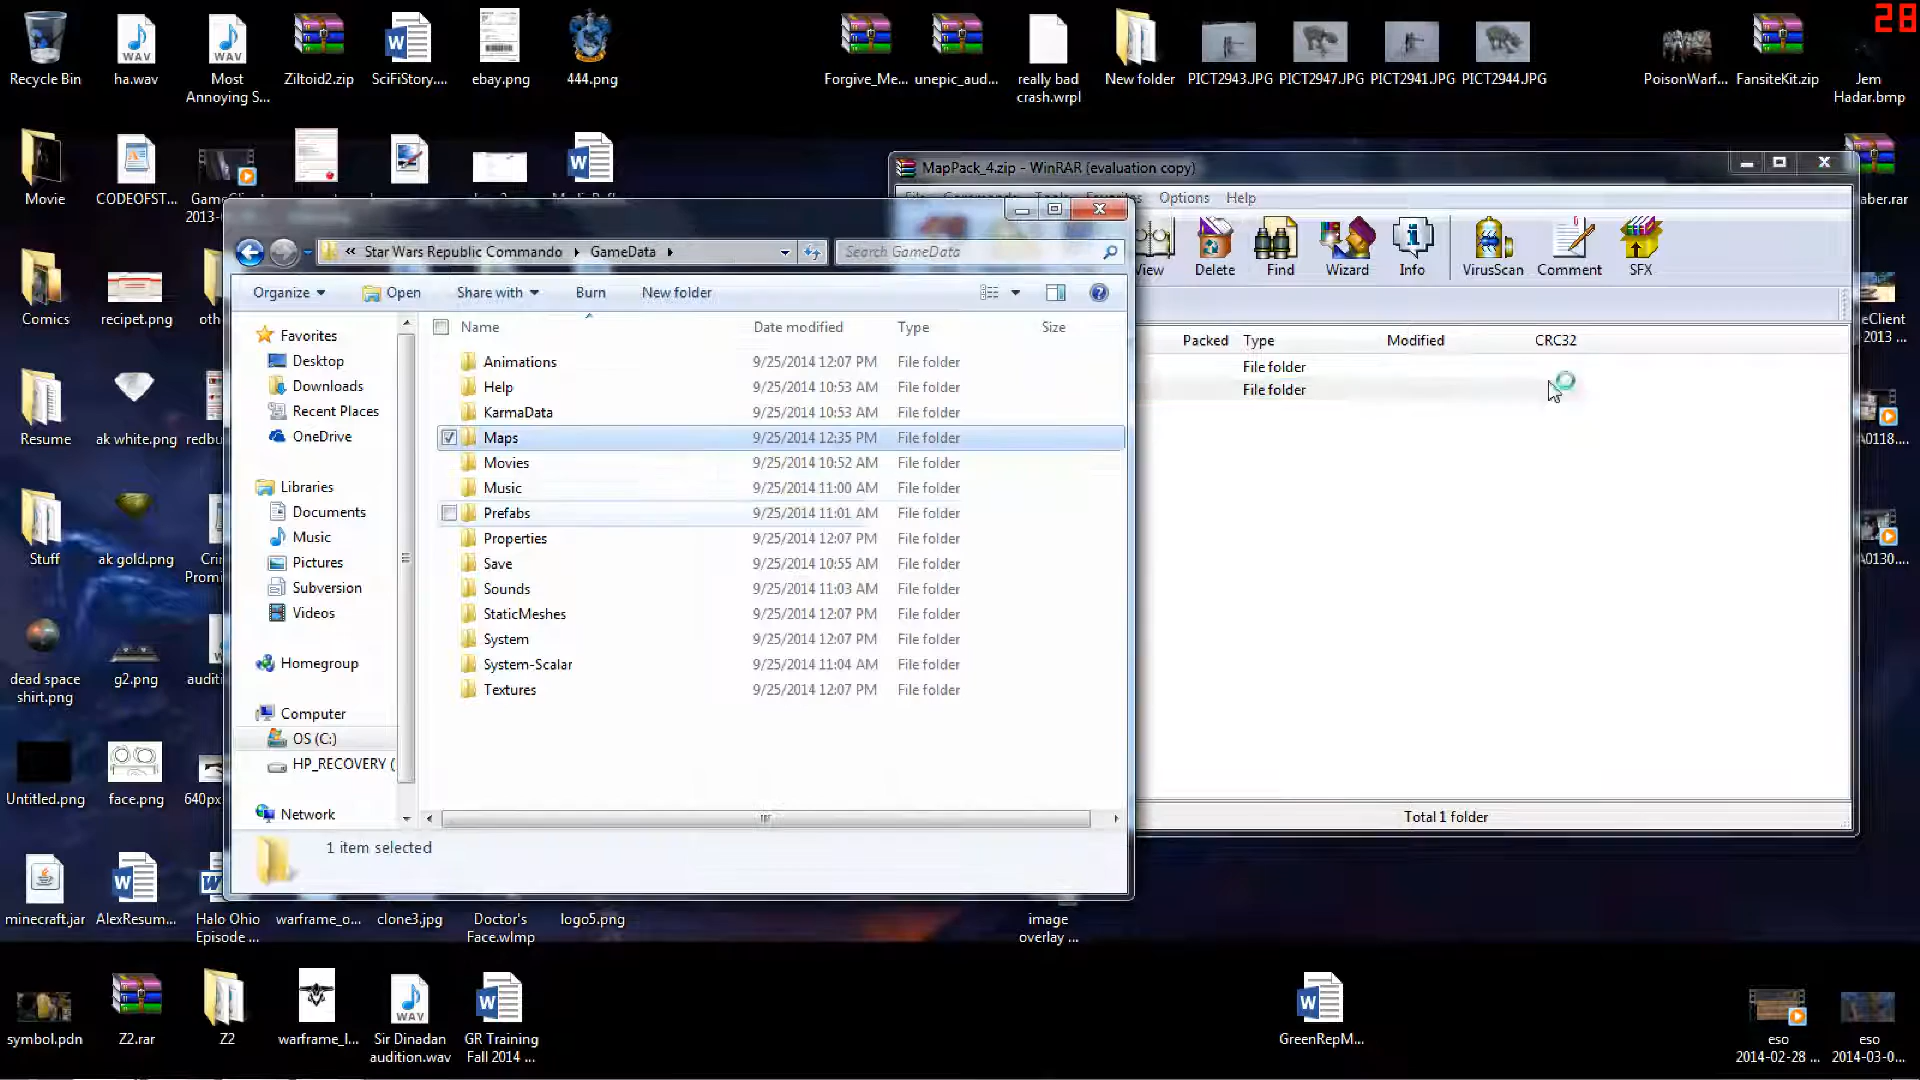 28
Recycle Bin
ha.wav
Most
Annoying S...
Ziltoid2.zip
SciFiStory....
ebay.png
444.png
Forgive_Me...
unepic_aud...
really bad
crash.wrpl
New folder
PICT2943.JPG
PICT2947.JPG
PICT2941.JPG
PICT2944.JPG
PoisonWarf...
FansiteKit.zip
Jem
Hadar.bmp
Movie
CODEOFST...
MapPack_4.zip - WinRAR (evaluation copy)
Options
Help
View
Delete
Find
Wizard
Info
VirusScan
Comment
SFX
Packed
Type
Modified
CRC32
File folder
File folder
Total 1 folder
aber.rar
Star Wars Republic Commando
GameData
Search GameData
Organize
Open
Share with
Burn
New folder
Name
Date modified
Type
Size
Favorites
Desktop
Downloads
Recent Places
OneDrive
Libraries
Documents
Music
Pictures
Subversion
Videos
Homegroup
Computer
OS (C:)
HP_RECOVERY (
Network
Animations 9/25/2014 12:07 PM File folder
Help 9/25/2014 10:53 AM File folder
KarmaData 9/25/2014 10:53 AM File folder
Maps 9/25/2014 12:35 PM File folder
Movies 9/25/2014 10:52 AM File folder
Music 9/25/2014 11:00 AM File folder
Prefabs 9/25/2014 11:01 AM File folder
Properties 9/25/2014 12:07 PM File folder
Save 9/25/2014 10:55 AM File folder
Sounds 9/25/2014 11:03 AM File folder
StaticMeshes 9/25/2014 12:07 PM File folder
System 9/25/2014 12:07 PM File folder
System-Scalar 9/25/2014 11:04 AM File folder
Textures 9/25/2014 12:07 PM File folder
1 item selected
Comics
recipet.png
oth
eClient
2013 ...
Resume
ak white.png
redbu
A0118....
Stuff
ak gold.png
Cri
Promi
A0130....
dead space
shirt.png
g2.png
auditi
Untitled.png
face.png
640px
minecraft.jar
AlexResum...
Halo Ohio
Episode ...
warframe_o...
clone3.jpg
Doctor's
Face.wlmp
logo5.png
image
overlay ...
symbol.pdn
Z2.rar
Z2
warframe_l...
Sir Dinadan
audition.wav
GR Training
Fall 2014 ...
GreenRepM...
eso
2014-02-28 ...
eso
2014-03-0...